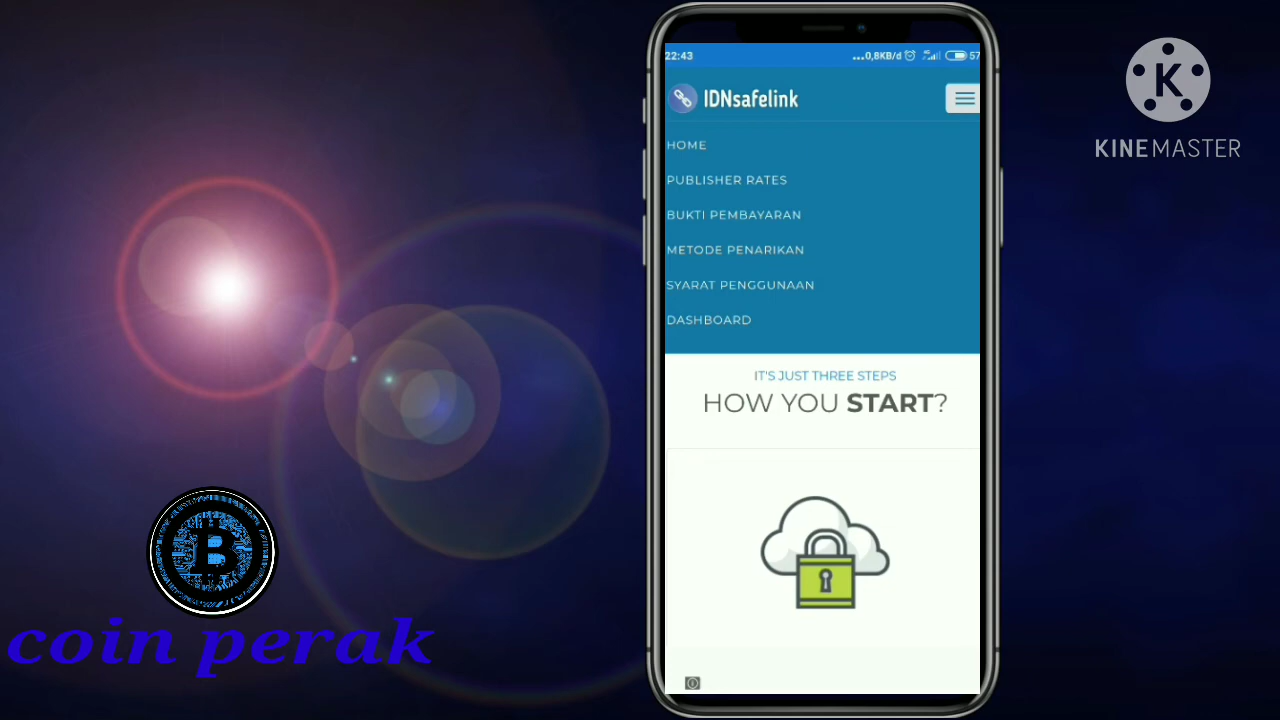 22:43
...0,8KB/d
57
IDNsafelink
HOME
PUBLISHER RATES
BUKTI PEMBAYARAN
METODE PENARIKAN
SYARAT PENGGUNAAN
DASHBOARD
IT'S JUST THREE STEPS
HOW YOU START?
K
KINEMASTER
B
coin perak